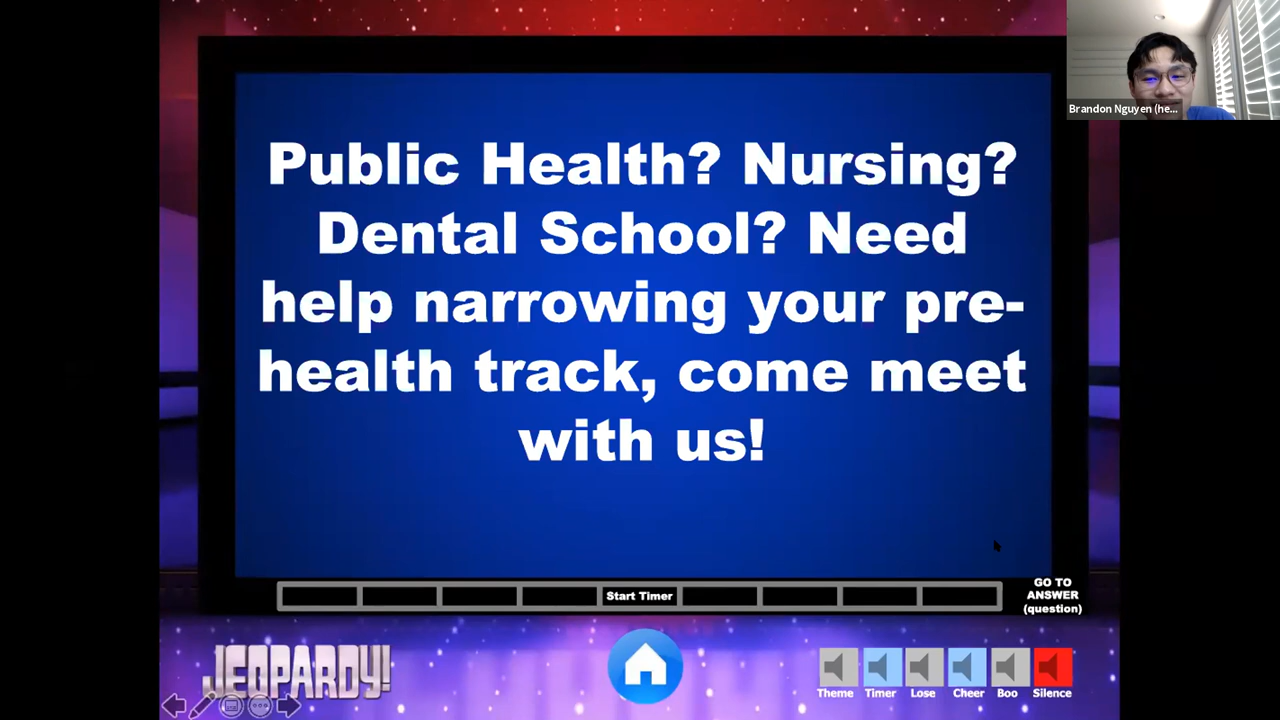 Brandon Nguyen (he...
Public Health? Nursing?
Dental School? Need
help narrowing your pre-
health track, come meet
with us!
Start Timer
GO TO
ANSWER
(question)
JEOPARDY!
Theme
Timer
Lose
Cheer
Boo
Silence